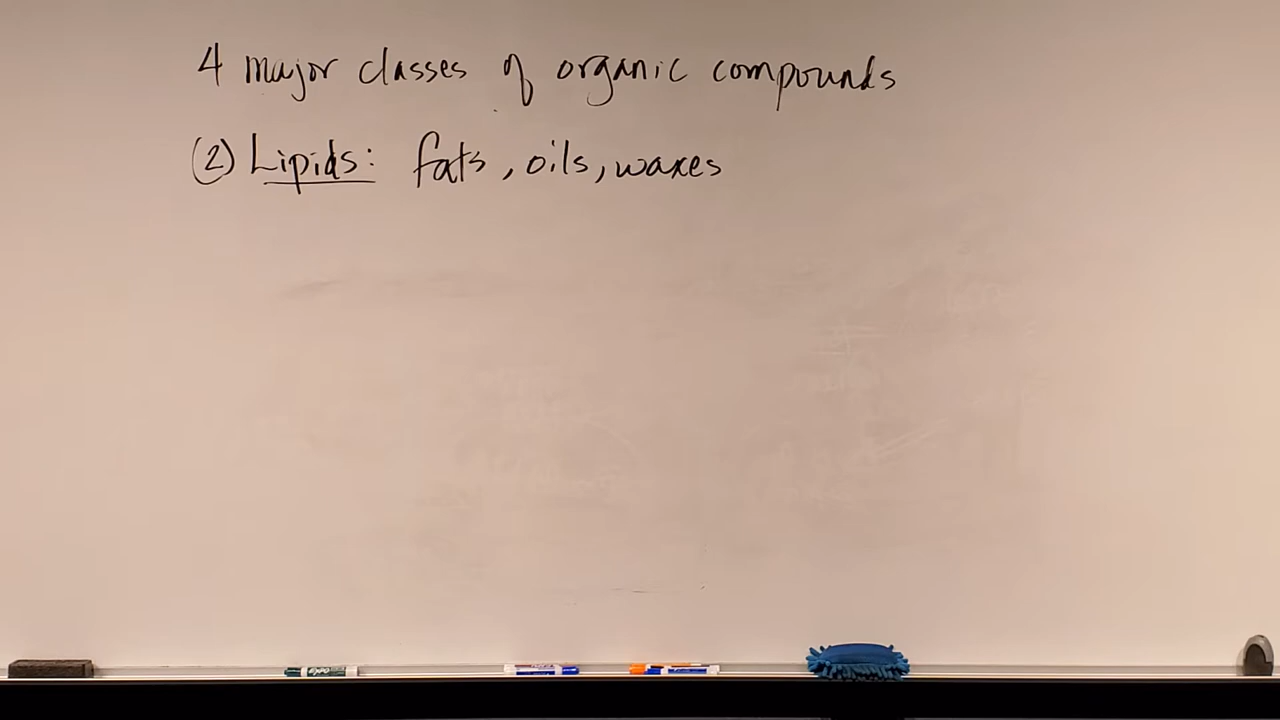 4 major classes of organic compounds
(2) Lipids: fats, oils, waxes